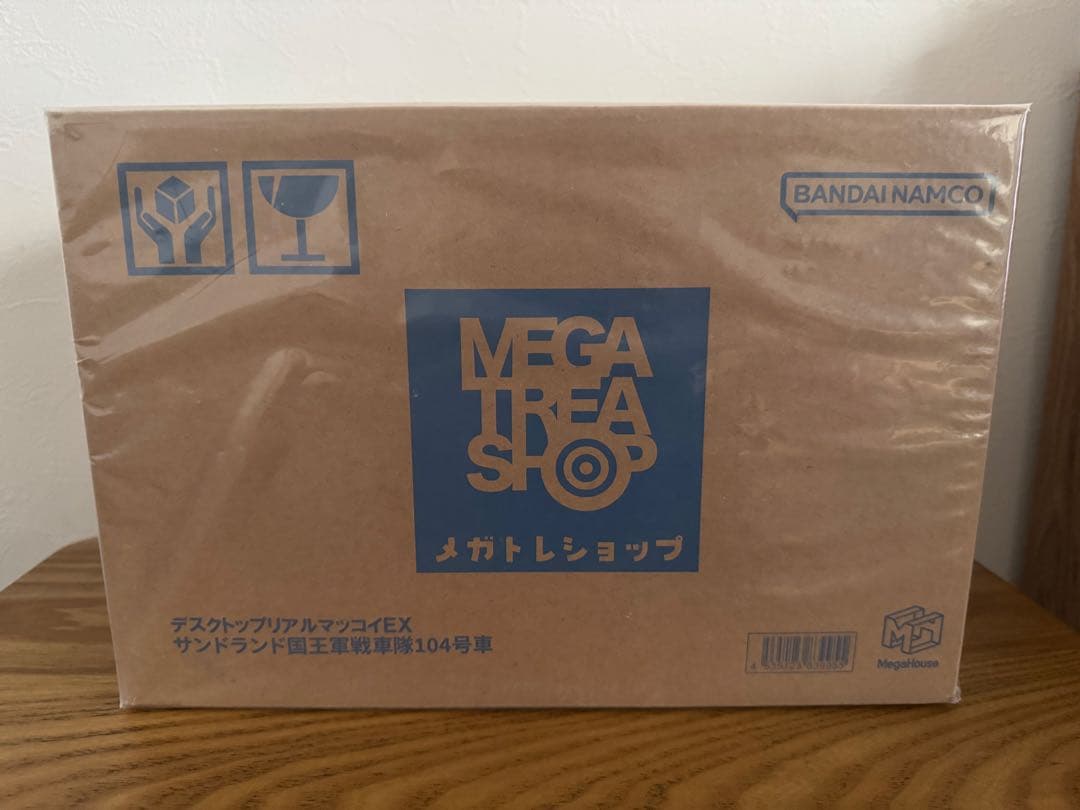 BANDAI NAMCO
MEGA
TREA
SHOP
メガトレショップ
デスクトップリアルマッコイEX
サンドランド国王軍戦車隊104号車
MegaHouse